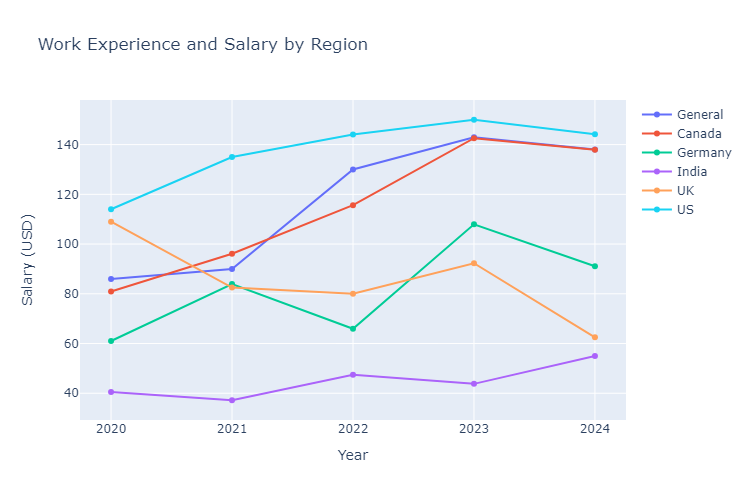 Work Experience and Salary by Region
General
Canada
Germany
India
UK
US
140
120
100
80
60
40
Salary (USD)
2020 2021 2022 2023 2024
Year